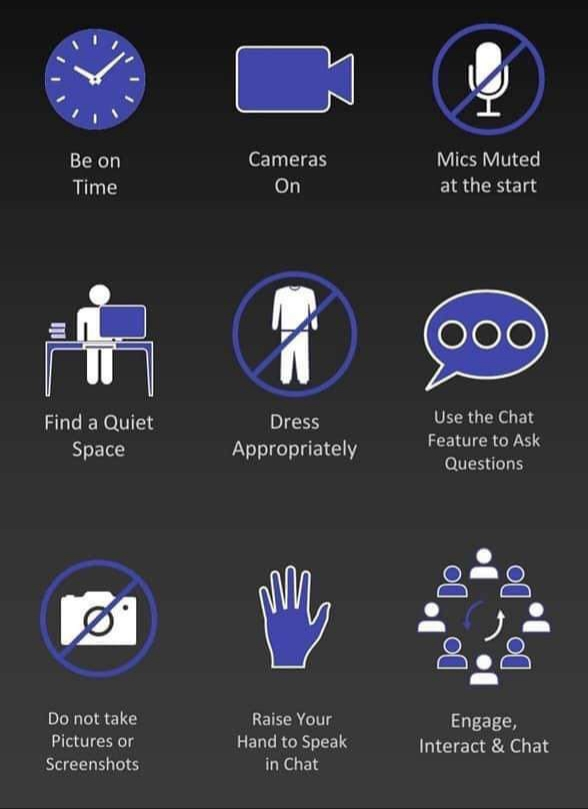 Be on
Time
Cameras
On
Mics Muted
at the start
Find a Quiet
Space
Dress
Appropriately
Use the Chat
Feature to Ask
Questions
Do not take
Pictures or
Screenshots
Raise Your
Hand to Speak
in Chat
Engage,
Interact & Chat